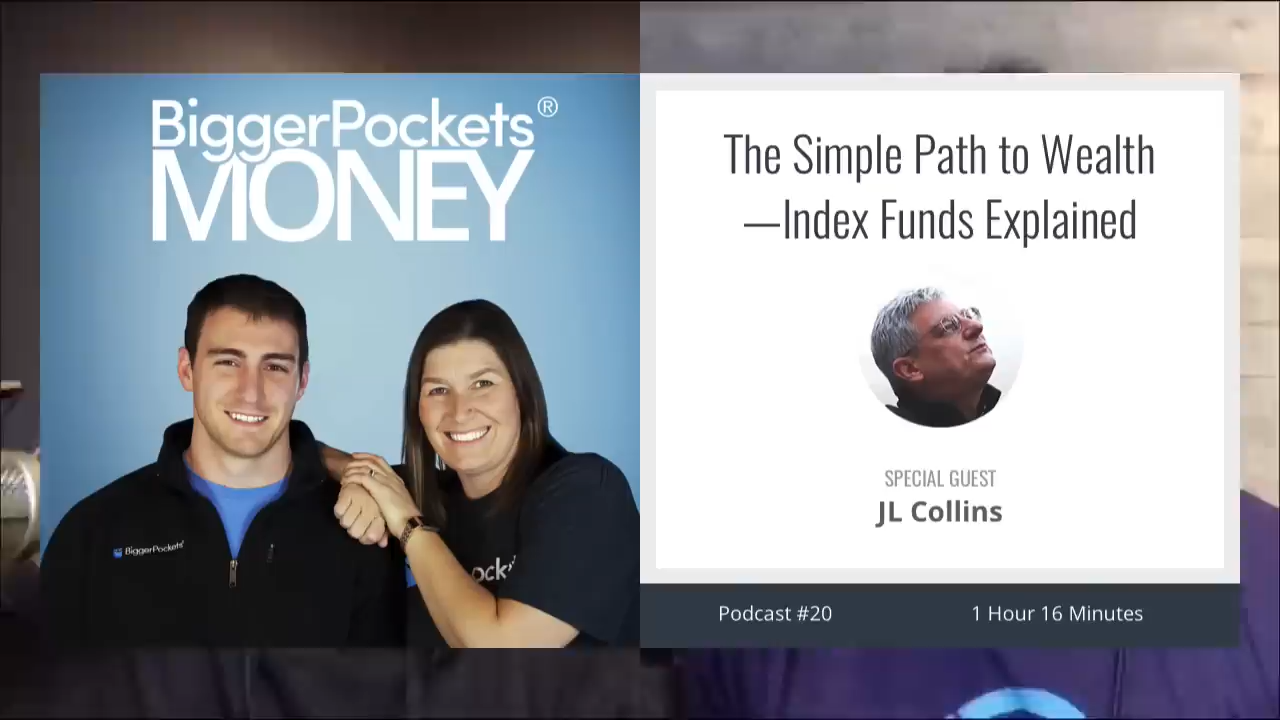 BiggerPockets®
MONEY
BiggerPockets
ock
The Simple Path to Wealth
—Index Funds Explained
SPECIAL GUEST
JL Collins
Podcast #20
1 Hour 16 Minutes